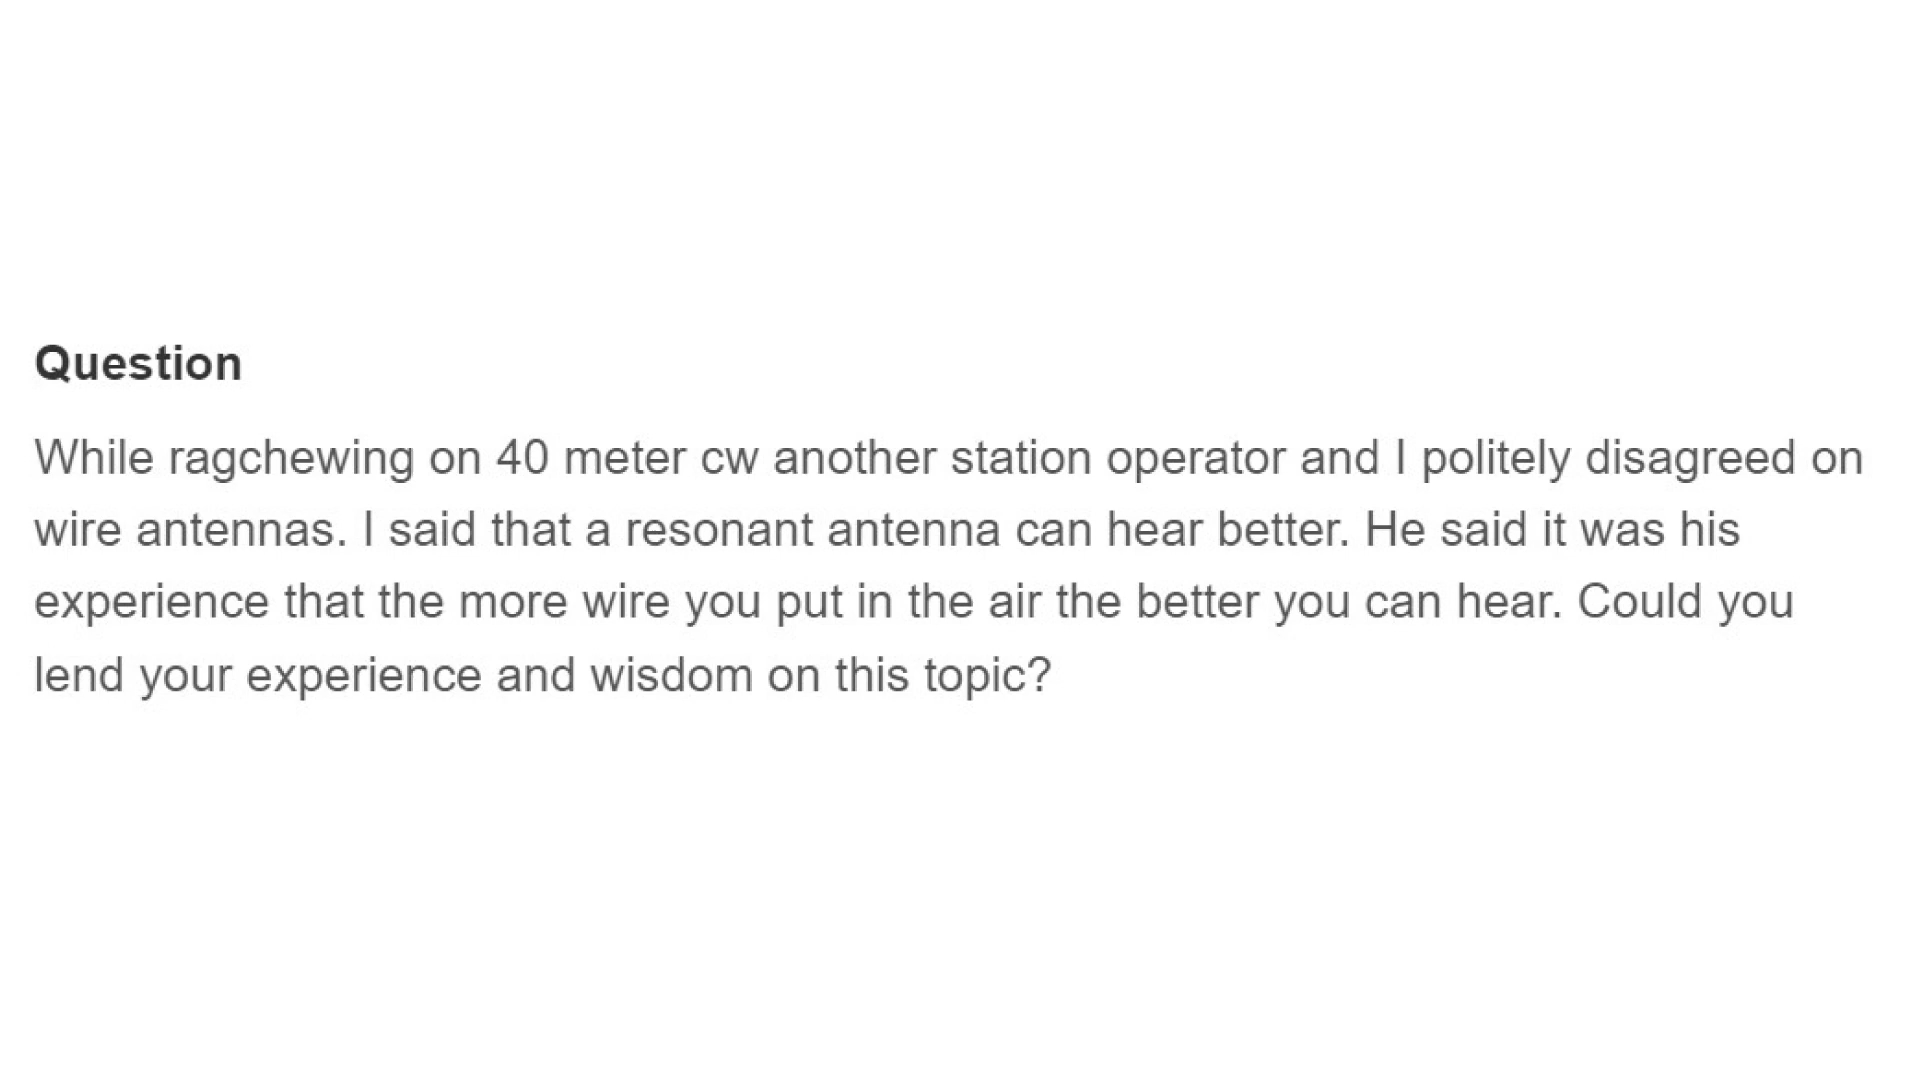 Question
While ragchewing on 40 meter cw another station operator and I politely disagreed on
wire antennas. I said that a resonant antenna can hear better. He said it was his
experience that the more wire you put in the air the better you can hear. Could you
lend your experience and wisdom on this topic?